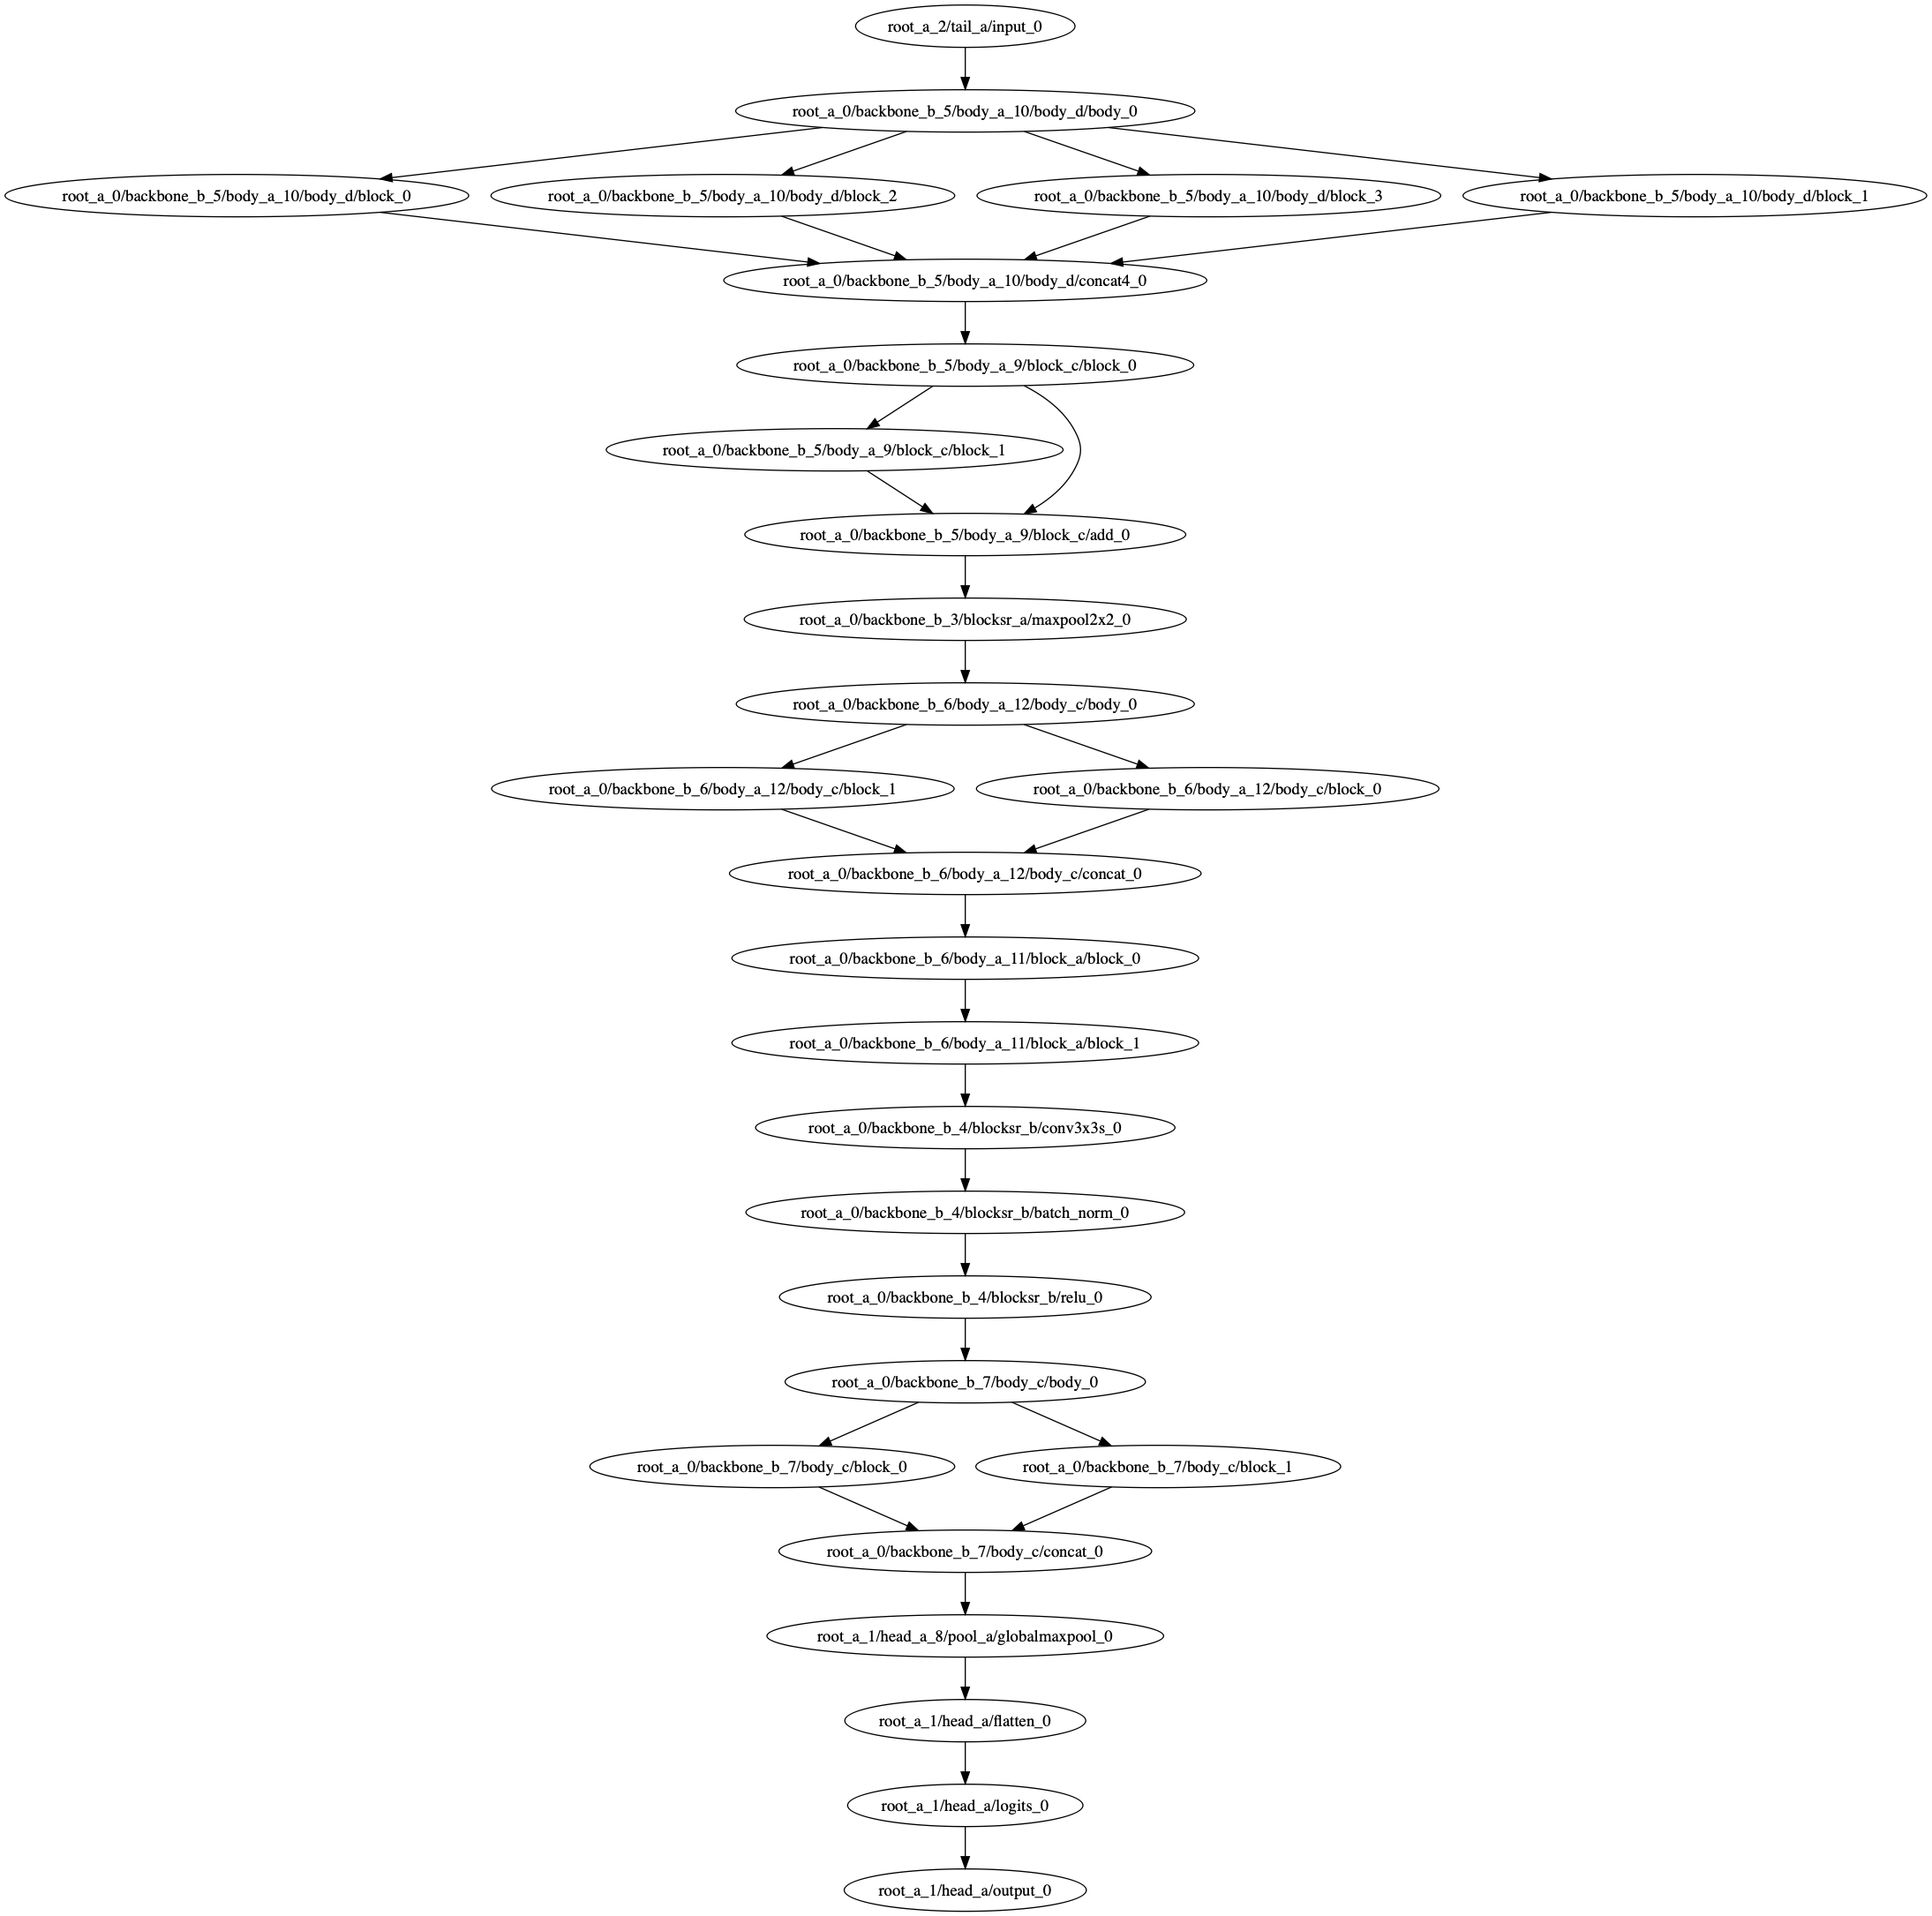 root_a_2/tail_a/input_0
root_a_0/backbone_b_5/body_a_10/body_d/body_0
root_a_0/backbone_b_5/body_a_10/body_d/block_0
root_a_0/backbone_b_5/body_a_10/body_d/block_2
root_a_0/backbone_b_5/body_a_10/body_d/block_3
root_a_0/backbone_b_5/body_a_10/body_d/block_1
root_a_0/backbone_b_5/body_a_10/body_d/concat4_0
root_a_0/backbone_b_5/body_a_9/block_c/block_0
root_a_0/backbone_b_5/body_a_9/block_c/block_1
root_a_0/backbone_b_5/body_a_9/block_c/add_0
root_a_0/backbone_b_3/blocksr_a/maxpool2x2_0
root_a_0/backbone_b_6/body_a_12/body_c/body_0
root_a_0/backbone_b_6/body_a_12/body_c/block_1
root_a_0/backbone_b_6/body_a_12/body_c/block_0
root_a_0/backbone_b_6/body_a_12/body_c/concat_0
root_a_0/backbone_b_6/body_a_11/block_a/block_0
root_a_0/backbone_b_6/body_a_11/block_a/block_1
root_a_0/backbone_b_4/blocksr_b/conv3x3s_0
root_a_0/backbone_b_4/blocksr_b/batch_norm_0
root_a_0/backbone_b_4/blocksr_b/relu_0
root_a_0/backbone_b_7/body_c/body_0
root_a_0/backbone_b_7/body_c/block_0
root_a_0/backbone_b_7/body_c/block_1
root_a_0/backbone_b_7/body_c/concat_0
root_a_1/head_a_8/pool_a/globalmaxpool_0
root_a_1/head_a/flatten_0
root_a_1/head_a/logits_0
root_a_1/head_a/output_0